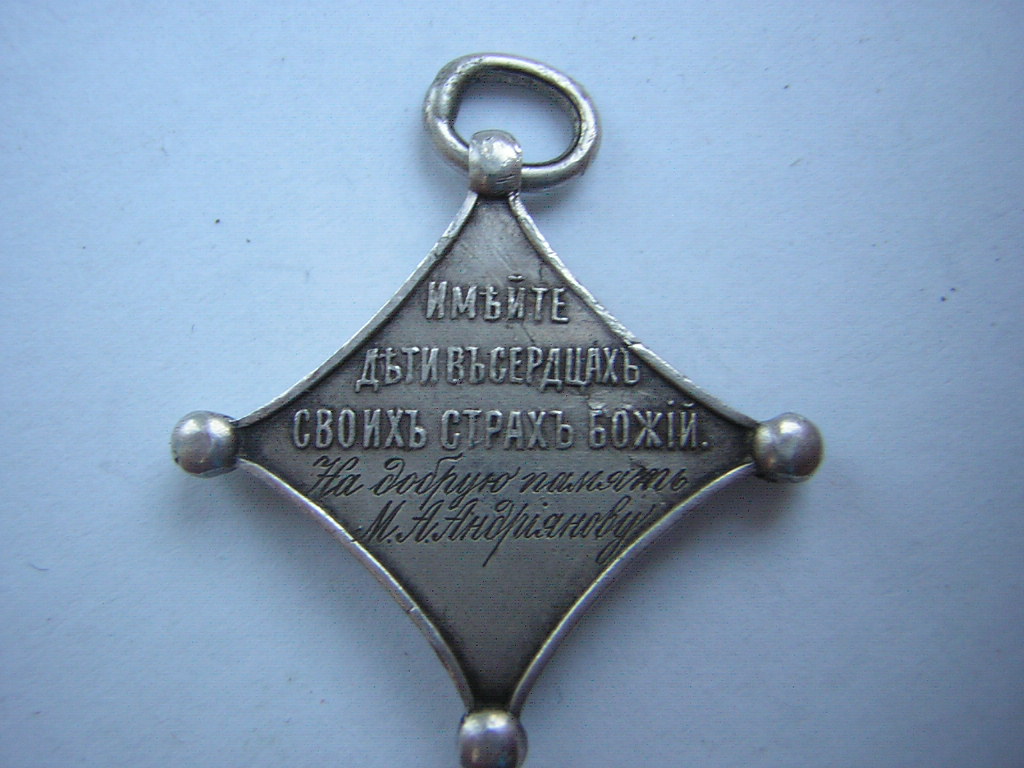 ИМѢЙТЕ
ДѢТИ ВЪ СЕРДЦАХЪ
СВОИХЪ СТРАХЪ БОЖІЙ.
На добрую память
М. А. Андріянову